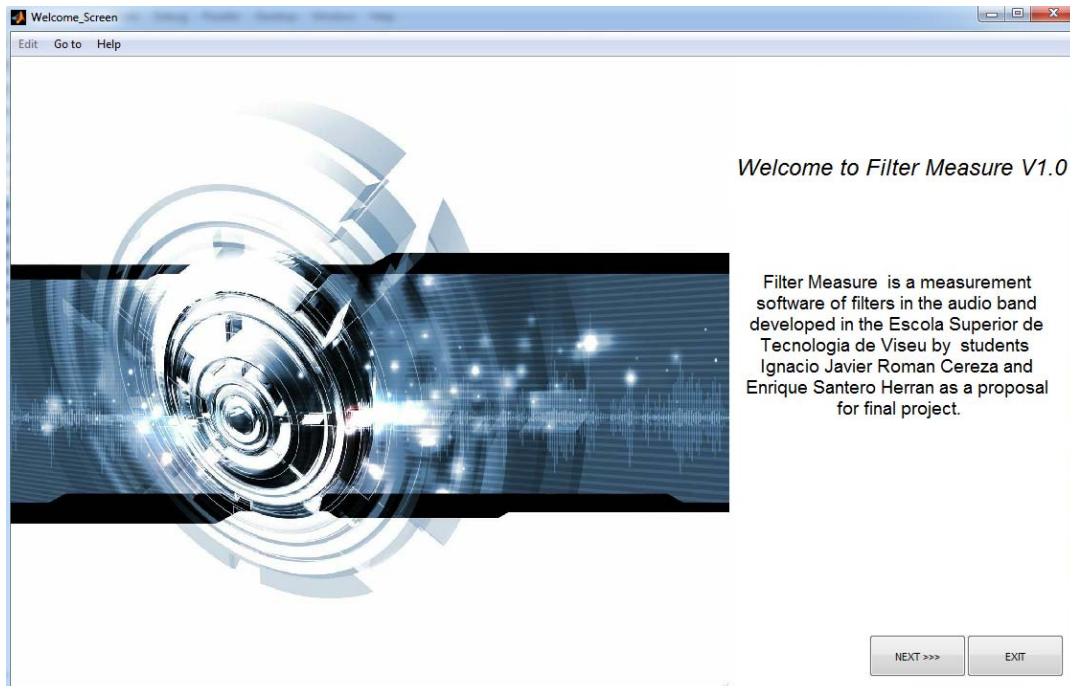 Welcome_Screen
Edit Go to Help
Welcome to Filter Measure V1.0
Filter Measure is a measurement
software of filters in the audio band
developed in the Escola Superior de
Tecnologia de Viseu by students
Ignacio Javier Roman Cereza and
Enrique Santero Herran as a proposal
for final project.
NEXT >>> EXIT